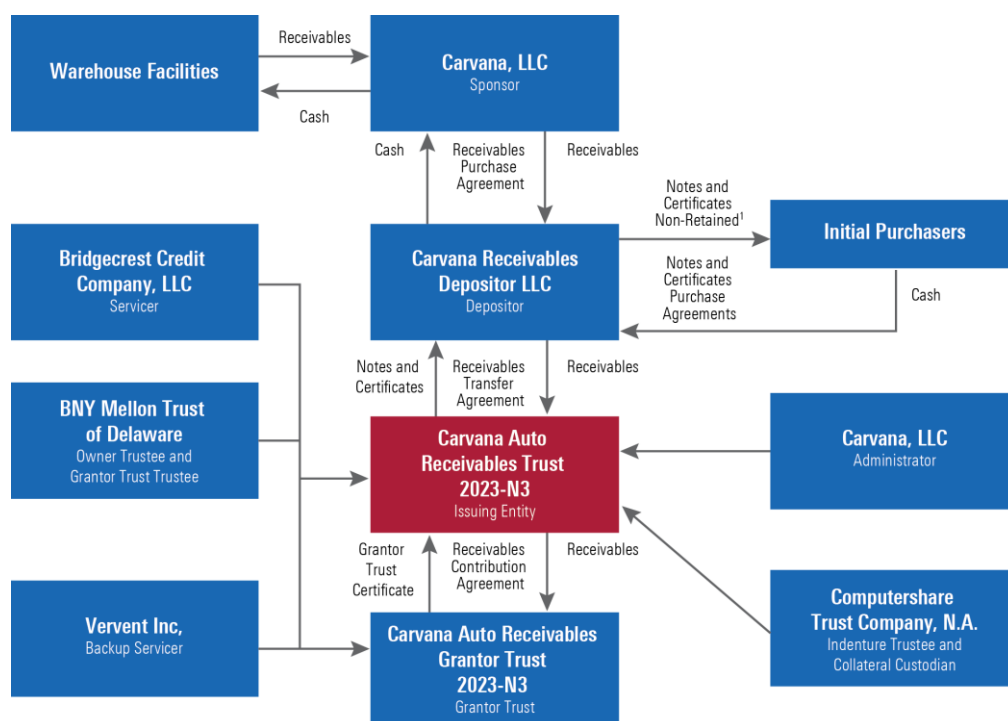 Receivables
Warehouse Facilities
Carvana, LLC
Sponsor
Cash
Cash
Receivables
Purchase
Agreement
Receivables
Notes and
Certificates
Non-Retained¹
Initial Purchasers
Bridgecrest Credit
Company, LLC
Servicer
Carvana Receivables
Depositor LLC
Depositor
Notes and
Certificates
Purchase
Agreements
Cash
Notes and
Certificates
Receivables
Transfer
Agreement
Receivables
BNY Mellon Trust
of Delaware
Owner Trustee and
Grantor Trust Trustee
Carvana Auto
Receivables Trust
2023-N3
Issuing Entity
Carvana, LLC
Administrator
Grantor
Trust
Certificate
Receivables
Contribution
Agreement
Receivables
Vervent Inc,
Backup Servicer
Carvana Auto Receivables
Grantor Trust
2023-N3
Grantor Trust
Computershare
Trust Company, N.A.
Indenture Trustee and
Collateral Custodian